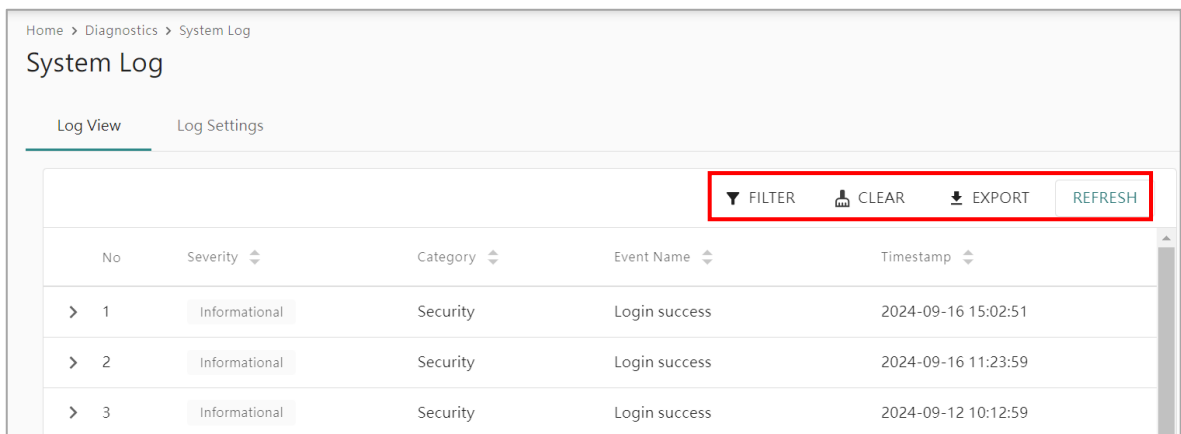 Home > Diagnostics > System Log
System Log
Log View Log Settings
FILTER CLEAR EXPORT REFRESH
No Severity Category Event Name Timestamp
1 Informational Security Login success 2024-09-16 15:02:51
2 Informational Security Login success 2024-09-16 11:23:59
3 Informational Security Login success 2024-09-12 10:12:59